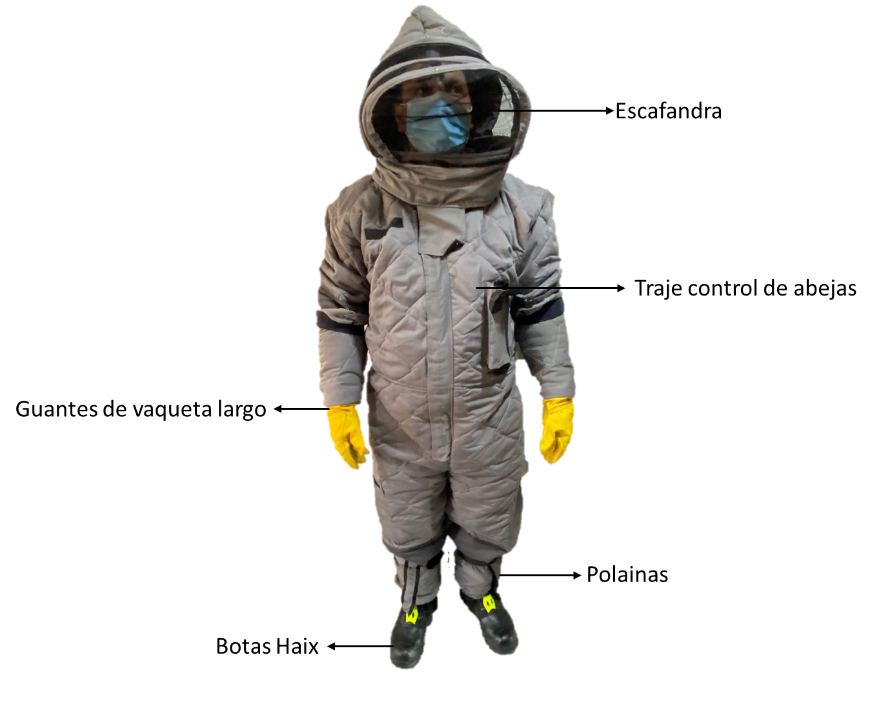 Escafandra
Traje control de abejas
Guantes de vaqueta largo
Polainas
Botas Haix